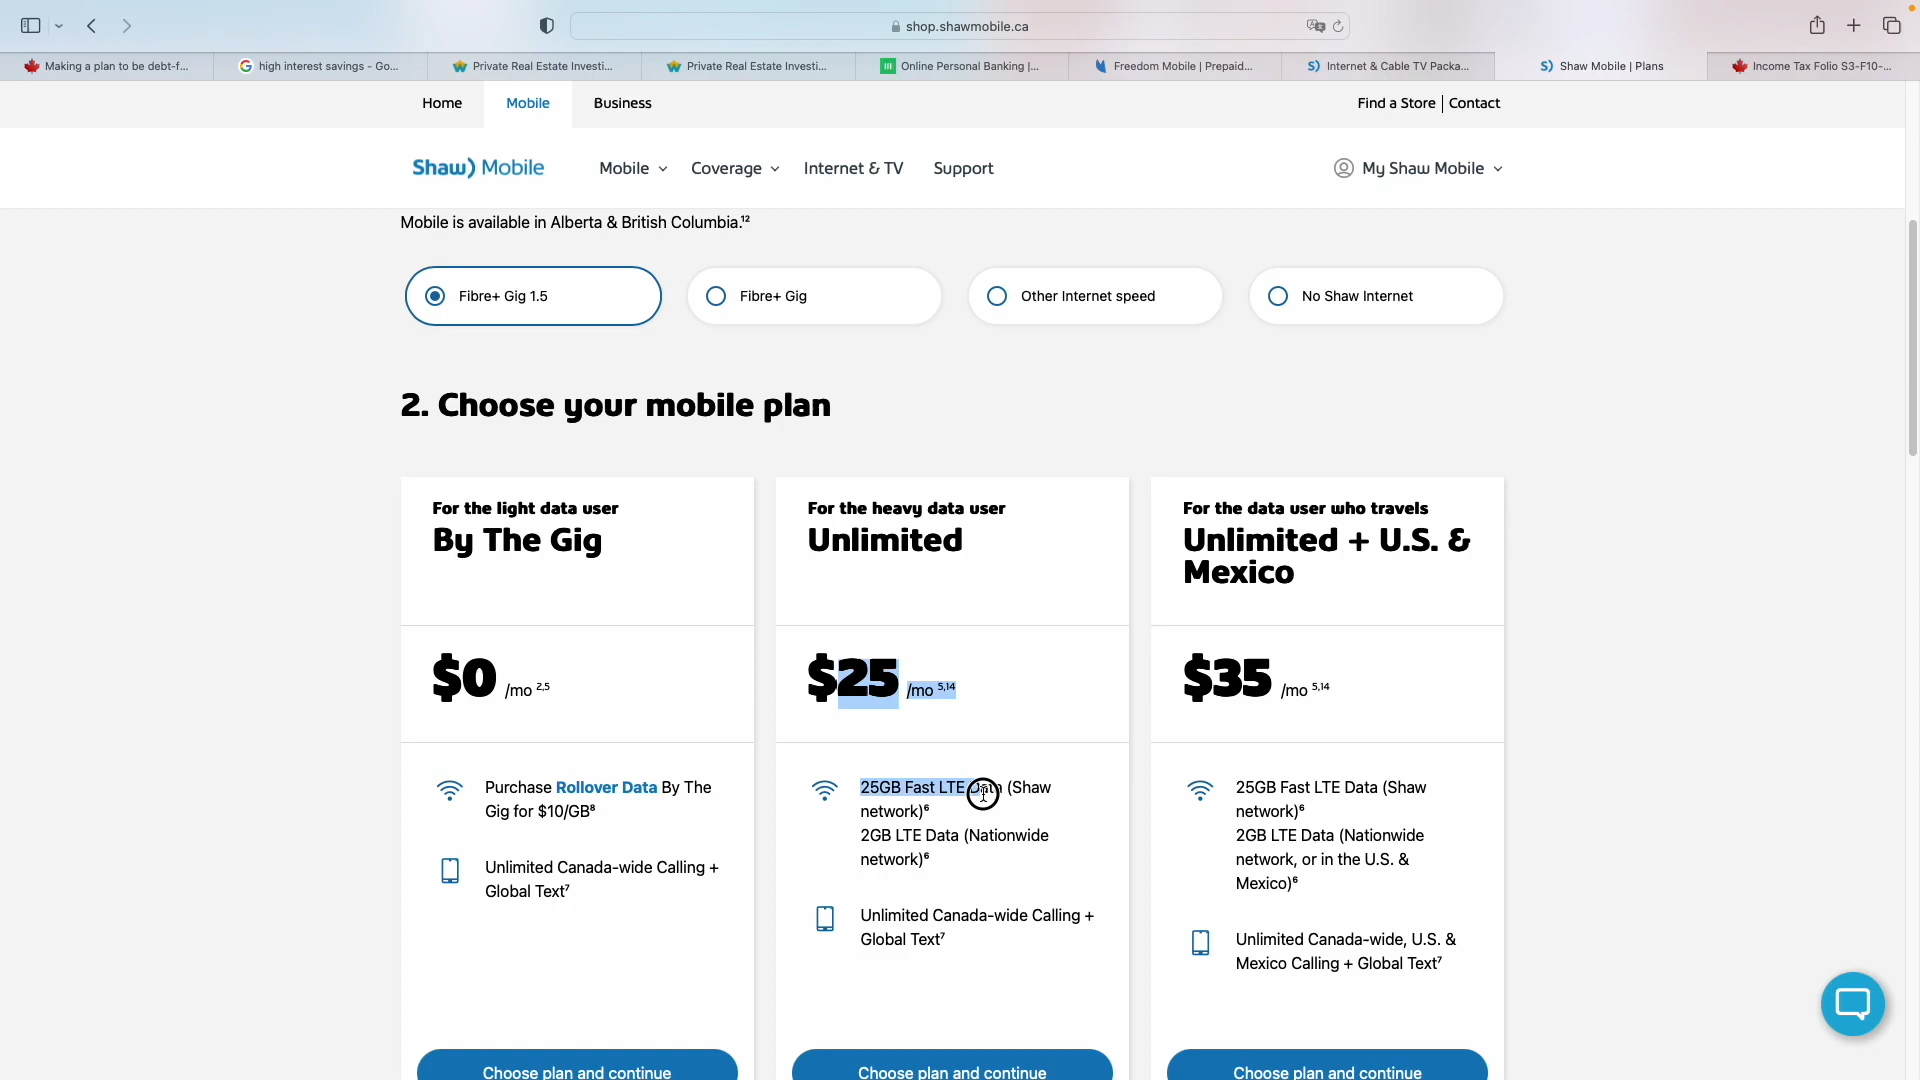 shop.shawmobile.ca
Making a plan to be debt-f...
high interest savings - Go...
Private Real Estate Investi...
Private Real Estate Investi...
Online Personal Banking |...
Freedom Mobile | Prepaid...
Internet & Cable TV Packa...
Shaw Mobile | Plans
Income Tax Folio S3-F10-...
Home
Mobile
Business
Find a Store
Contact
Shaw) Mobile
Mobile
Coverage
Internet & TV
Support
My Shaw Mobile
Mobile is available in Alberta & British Columbia.¹²
Fibre+ Gig 1.5
Fibre+ Gig
Other Internet speed
No Shaw Internet
2. Choose your mobile plan
For the light data user
By The Gig
$0 /mo ²,⁵
Purchase Rollover Data By The
Gig for $10/GB⁸
Unlimited Canada-wide Calling +
Global Text⁷
Choose plan and continue
For the heavy data user
Unlimited
$25 /mo ⁵,¹⁴
25GB Fast LTE Data (Shaw
network)⁶
2GB LTE Data (Nationwide
network)⁶
Unlimited Canada-wide Calling +
Global Text⁷
Choose plan and continue
For the data user who travels
Unlimited + U.S. &
Mexico
$35 /mo ⁵,¹⁴
25GB Fast LTE Data (Shaw
network)⁶
2GB LTE Data (Nationwide
network, or in the U.S. &
Mexico)⁶
Unlimited Canada-wide, U.S. &
Mexico Calling + Global Text⁷
Choose plan and continue